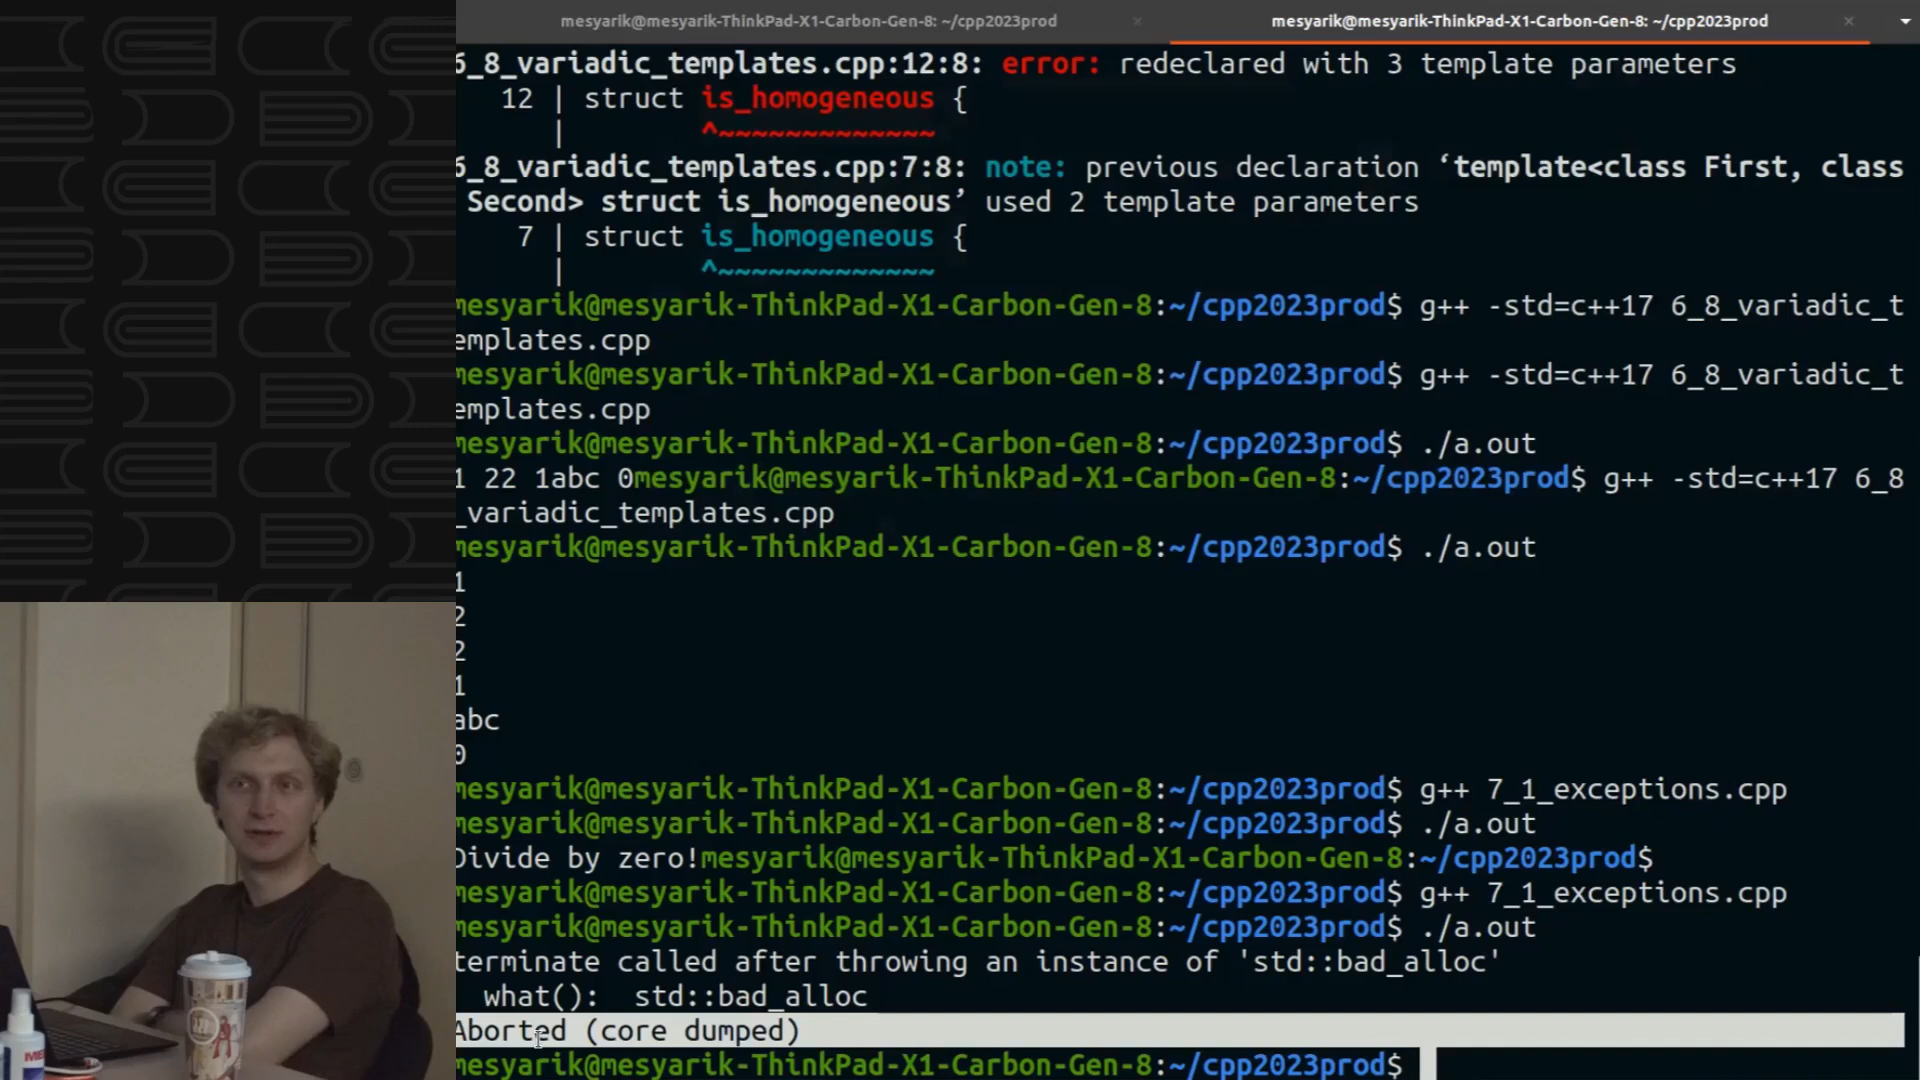 mesyarik@mesyarik-ThinkPad-X1-Carbon-Gen-8: ~/cpp2023prod × mesyarik@mesyarik-ThinkPad-X1-Carbon-Gen-8: ~/cpp2023prod ×
6_8_variadic_templates.cpp:12:8: error: redeclared with 3 template parameters
12 | struct is_homogeneous {
| ^~~~~~~~~~~~~~
6_8_variadic_templates.cpp:7:8: note: previous declaration ‘template<class First, class
Second> struct is_homogeneous’ used 2 template parameters
7 | struct is_homogeneous {
| ^~~~~~~~~~~~~~
mesyarik@mesyarik-ThinkPad-X1-Carbon-Gen-8:~/cpp2023prod$ g++ -std=c++17 6_8_variadic_t
emplates.cpp
mesyarik@mesyarik-ThinkPad-X1-Carbon-Gen-8:~/cpp2023prod$ g++ -std=c++17 6_8_variadic_t
emplates.cpp
mesyarik@mesyarik-ThinkPad-X1-Carbon-Gen-8:~/cpp2023prod$ ./a.out
1 22 1abc 0mesyarik@mesyarik-ThinkPad-X1-Carbon-Gen-8:~/cpp2023prod$ g++ -std=c++17 6_8
_variadic_templates.cpp
mesyarik@mesyarik-ThinkPad-X1-Carbon-Gen-8:~/cpp2023prod$ ./a.out
1
2
2
1
abc
0
mesyarik@mesyarik-ThinkPad-X1-Carbon-Gen-8:~/cpp2023prod$ g++ 7_1_exceptions.cpp
mesyarik@mesyarik-ThinkPad-X1-Carbon-Gen-8:~/cpp2023prod$ ./a.out
Divide by zero!mesyarik@mesyarik-ThinkPad-X1-Carbon-Gen-8:~/cpp2023prod$
mesyarik@mesyarik-ThinkPad-X1-Carbon-Gen-8:~/cpp2023prod$ g++ 7_1_exceptions.cpp
mesyarik@mesyarik-ThinkPad-X1-Carbon-Gen-8:~/cpp2023prod$ ./a.out
terminate called after throwing an instance of 'std::bad_alloc'
what(): std::bad_alloc
Aborted (core dumped)
mesyarik@mesyarik-ThinkPad-X1-Carbon-Gen-8:~/cpp2023prod$